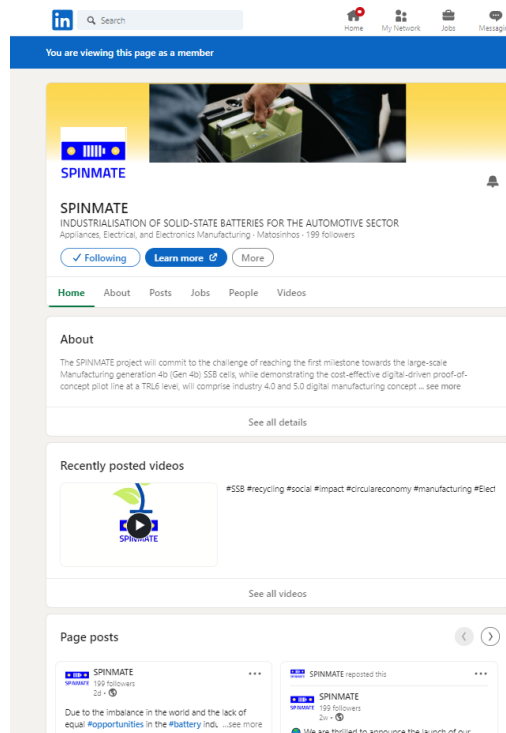 in
Search
Home
My Network
Jobs
Messaging
You are viewing this page as a member
SPINMATE
SPINMATE
INDUSTRIALISATION OF SOLID-STATE BATTERIES FOR THE AUTOMOTIVE SECTOR
Appliances, Electrical, and Electronics Manufacturing · Matosinhos · 199 followers
✓ Following
Learn more
More
Home
About
Posts
Jobs
People
Videos
About
The SPINMATE project will commit to the challenge of reaching the first milestone towards the large-scale
Manufacturing generation 4b (Gen 4b) SSB cells, while demonstrating the cost-effective digital-driven proof-of-
concept pilot line at a TRL6 level, will comprise industry 4.0 and 5.0 digital manufacturing concept ... see more
See all details
Recently posted videos
#SSB #recycling #social #impact #circulareconomy #manufacturing #Elect
SPINMATE
See all videos
Page posts
SPINMATE
SPINMATE
199 followers
2d •
Due to the imbalance in the world and the lack of
equal #opportunities in the #battery indu ...see more
SPINMATE
SPINMATE reposted this
SPINMATE
SPINMATE
199 followers
2w •
We are thrilled to announce the launch of our